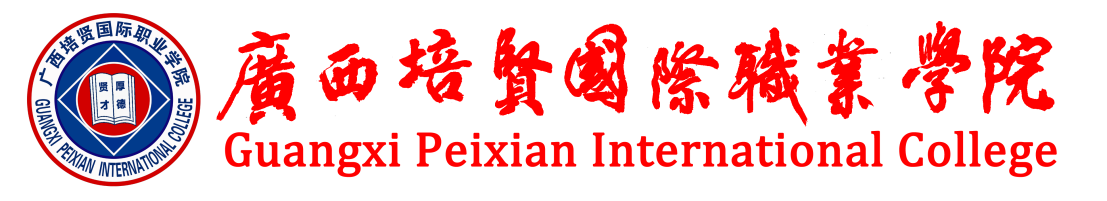 广西培贤国际职业学院
厚德
贤才
GUANGXI PEIXIAN INTERNATIONAL COLLEGE
廣西培賢國際職業學院
Guangxi Peixian International College